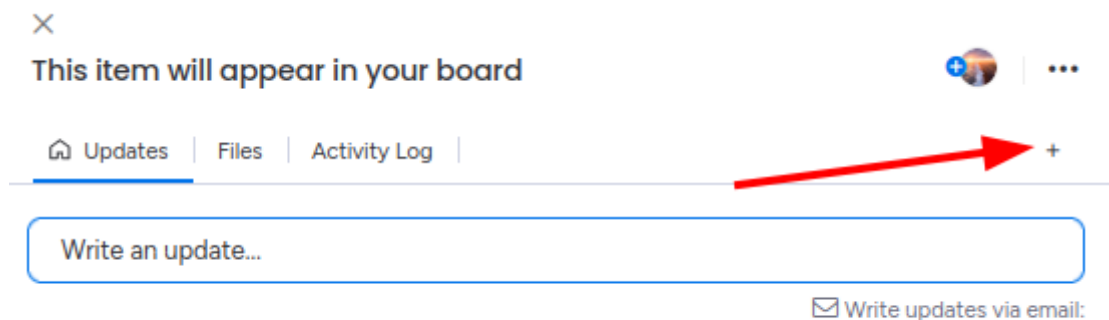 This item will appear in your board
Updates Files Activity Log +
Write an update...
Write updates via email: